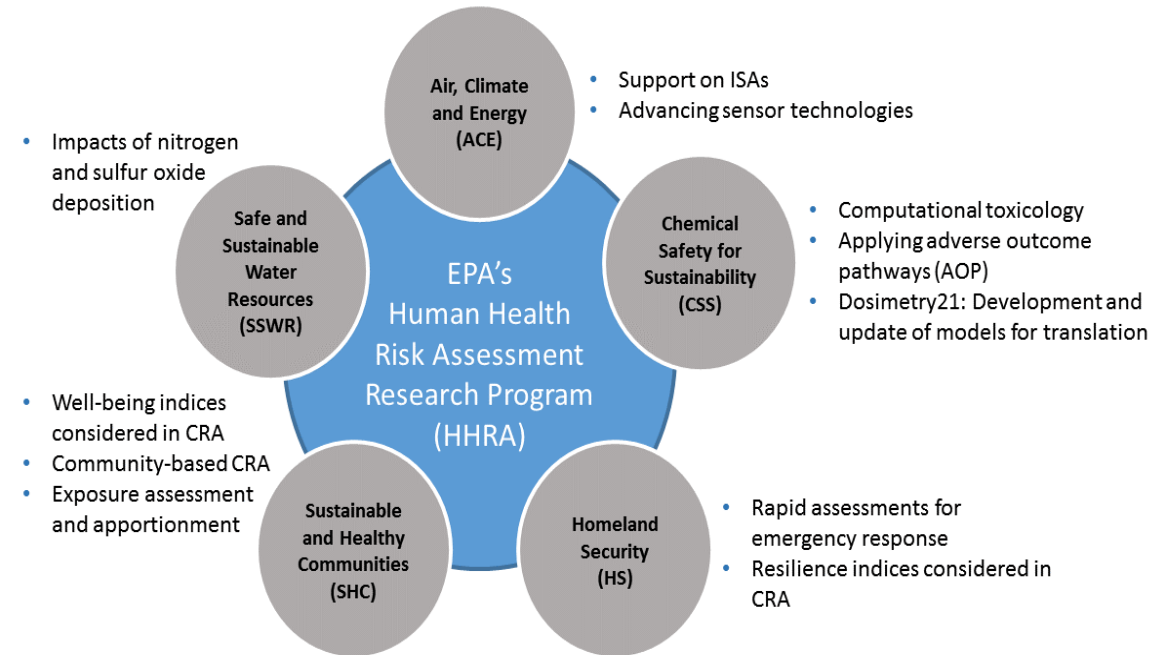 Air, Climate
and Energy
(ACE)
• Support on ISAs
• Advancing sensor technologies
• Impacts of nitrogen
and sulfur oxide
deposition
Safe and
Sustainable
Water
Resources
(SSWR)
Chemical
Safety for
Sustainability
(CSS)
• Computational toxicology
• Applying adverse outcome
pathways (AOP)
• Dosimetry21: Development and
update of models for translation
EPA’s
Human Health
Risk Assessment
Research Program
(HHRA)
• Well-being indices
considered in CRA
• Community-based CRA
• Exposure assessment
and apportionment
Sustainable
and Healthy
Communities
(SHC)
Homeland
Security
(HS)
• Rapid assessments for
emergency response
• Resilience indices considered in
CRA